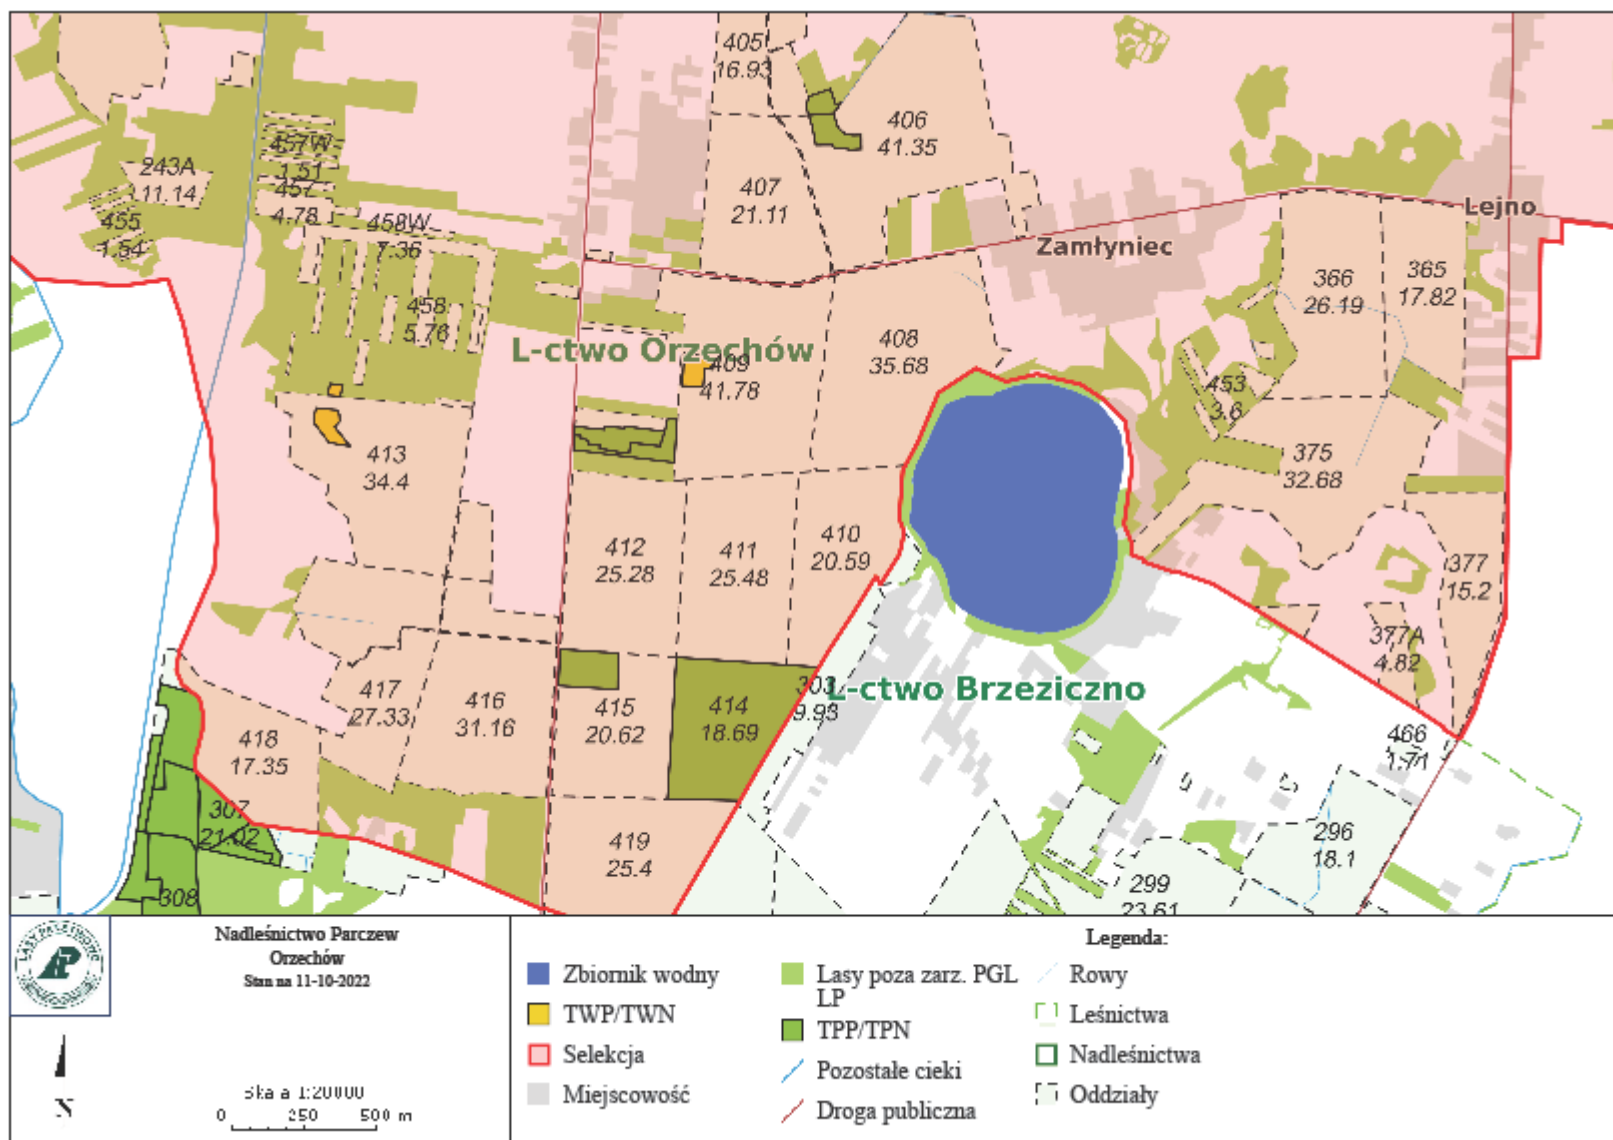 405
16.93
406
41.35
457W
1.51
457
4.78
243A
11.14
455
1.54
458W
7.36
407
21.11
Lejno
Zamłyniec
366
26.19
365
17.82
458
5.76
L-ctwo Orzechów
409
41.78
408
35.68
453
3.6
413
34.4
375
32.68
412
25.28
411
25.48
410
20.59
377
15.2
377A
4.82
417
27.33
416
31.16
415
20.62
414
18.69
303
9.93
L-ctwo Brzeziczno
418
17.35
466
1.71
307
21.02
419
25.4
296
18.1
308
299
23.61
LASY PAŃSTWOWE
Nadleśnictwo Parczew
Orzechów
Stan na 11-10-2022
N
Skala 1:20000
0 250 500 m
Legenda:
Zbiornik wodny
TWP/TWN
Selekcja
Miejscowość
Lasy poza zarz. PGL
LP
TPP/TPN
Pozostałe cieki
Droga publiczna
Rowy
Leśnictwa
Nadleśnictwa
Oddziały